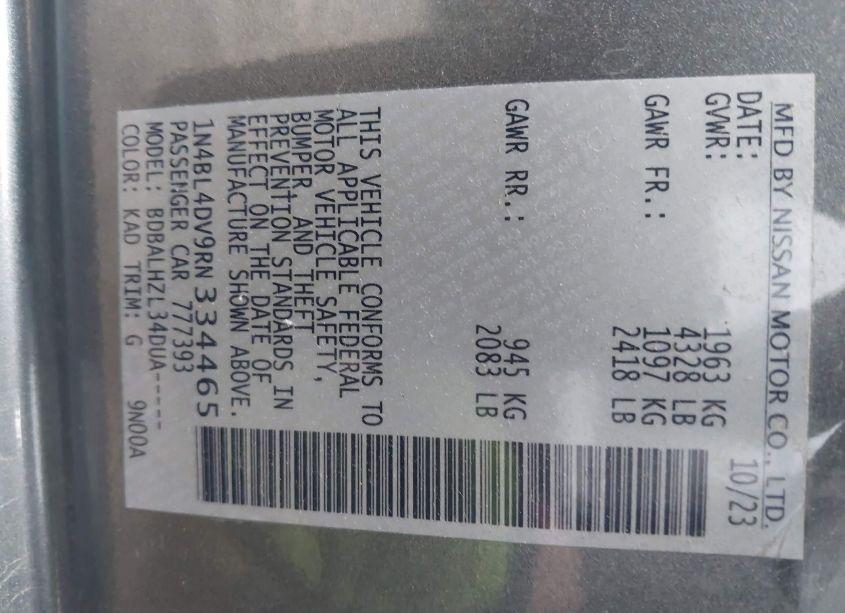 MFD BY NISSAN MOTOR CO., LTD.
DATE: 10/23
GVWR: 1963 KG
4328 LB
GAWR FR.: 1097 KG
2418 LB
GAWR RR.: 945 KG
2083 LB
THIS VEHICLE CONFORMS TO
ALL APPLICABLE FEDERAL
MOTOR VEHICLE SAFETY,
BUMPER, AND THEFT
PREVENTION STANDARDS IN
EFFECT ON THE DATE OF
MANUFACTURE SHOWN ABOVE.
1N4BL4DV9RN334465
PASSENGER CAR 777393
MODEL: BDBALHZL34DUA-----
COLOR: KAD TRIM: G 9N00A